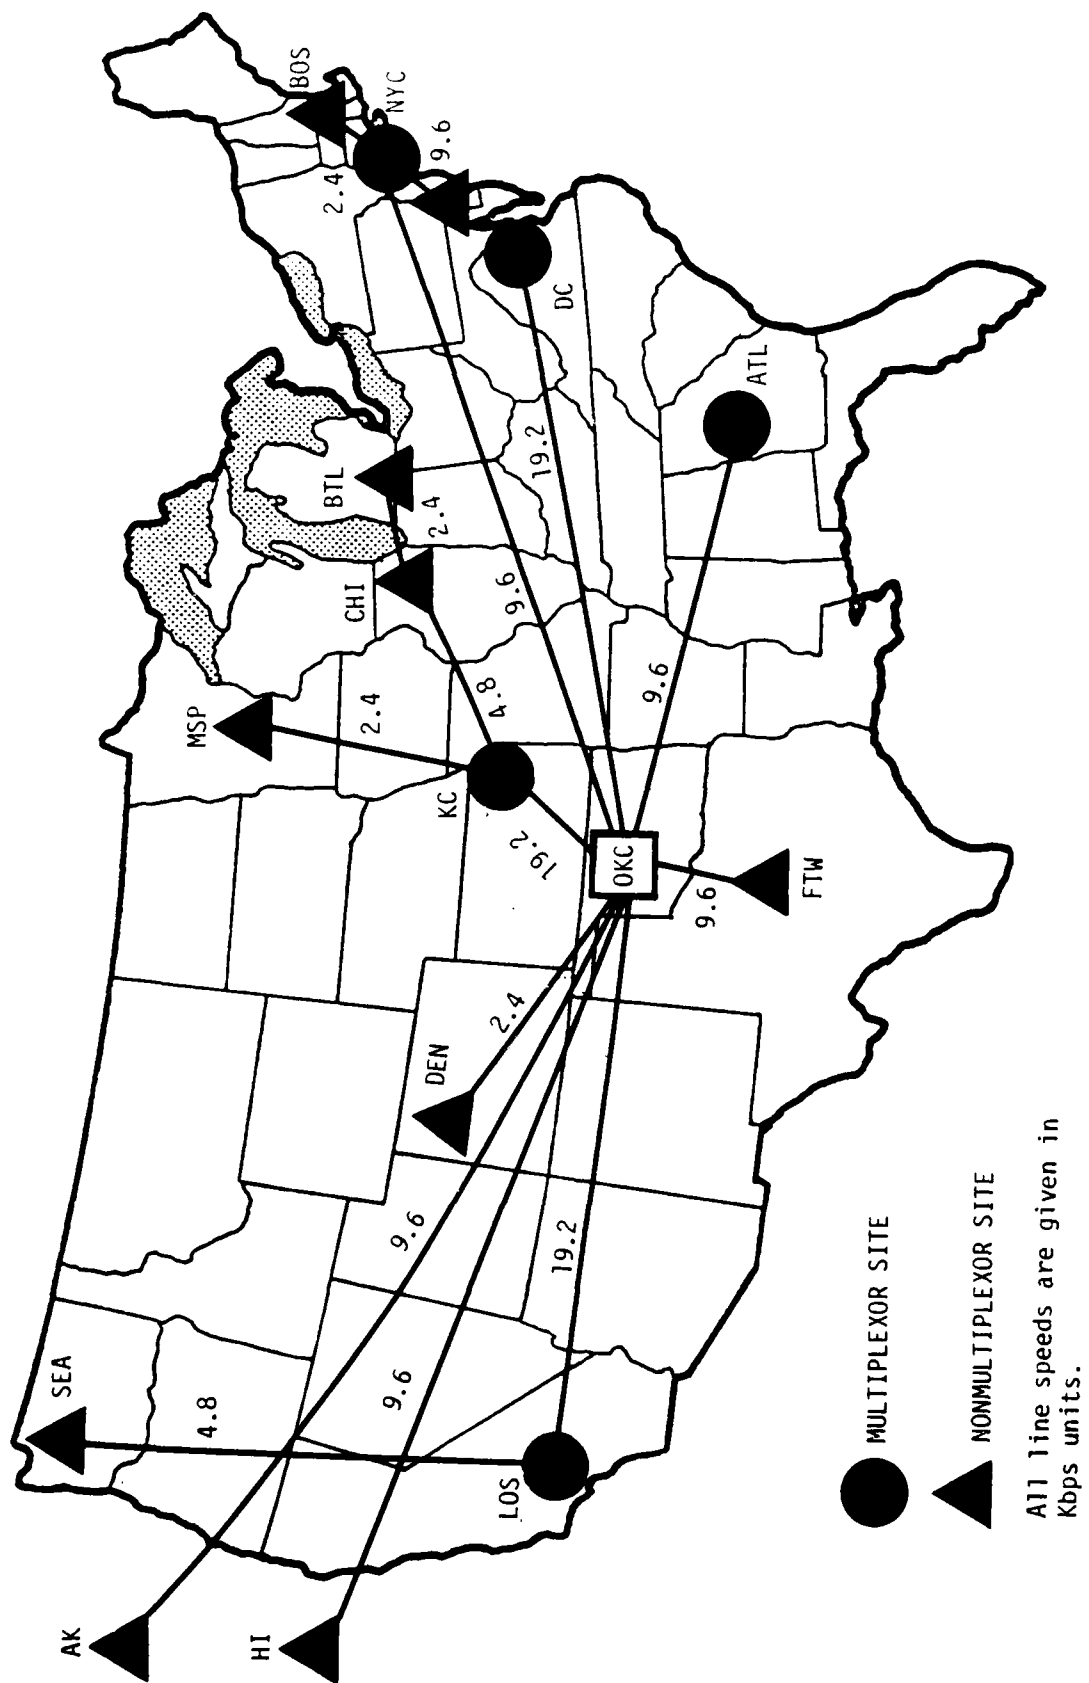 SEA
4.8
AK
HI
9.6
9.6
LOS
19.2
DEN
2.4
MSP
2.4
KC
19.2
4.8
CHI
BTL
2.4
9.6
19.2
9.6
OKC
9.6
FTW
BOS
NYC
2.4
9.6
DC
ATL
MULTIPLEXOR SITE
NONMULTIPLEXOR SITE
All line speeds are given in
Kbps units.